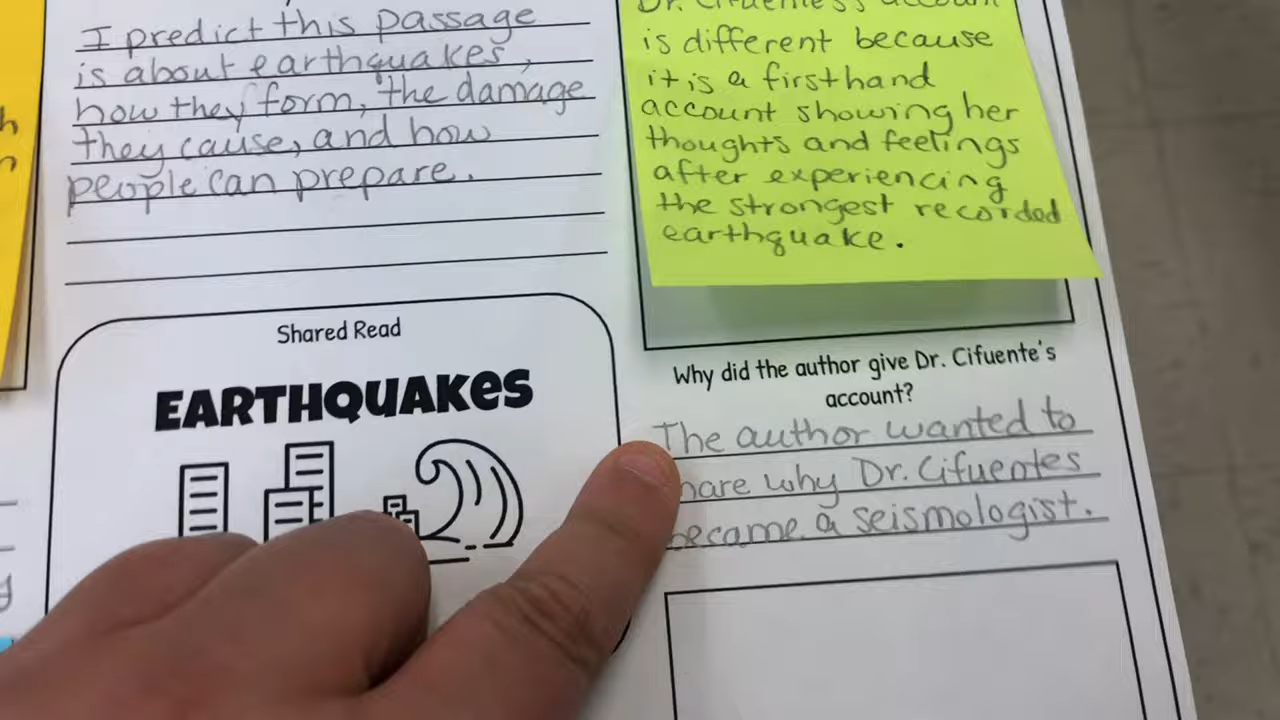 I predict this passage
is about earthquakes,
how they form, the damage
they cause, and how
people can prepare.
Shared Read
EARTHQUAKES
Dr. Cifuentes's account
is different because
it is a firsthand
account showing her
thoughts and feelings
after experiencing
the strongest recorded
earthquake.
Why did the author give Dr. Cifuente's
account?
The author wanted to
hare why Dr. Cifuentes
became a seismologist.